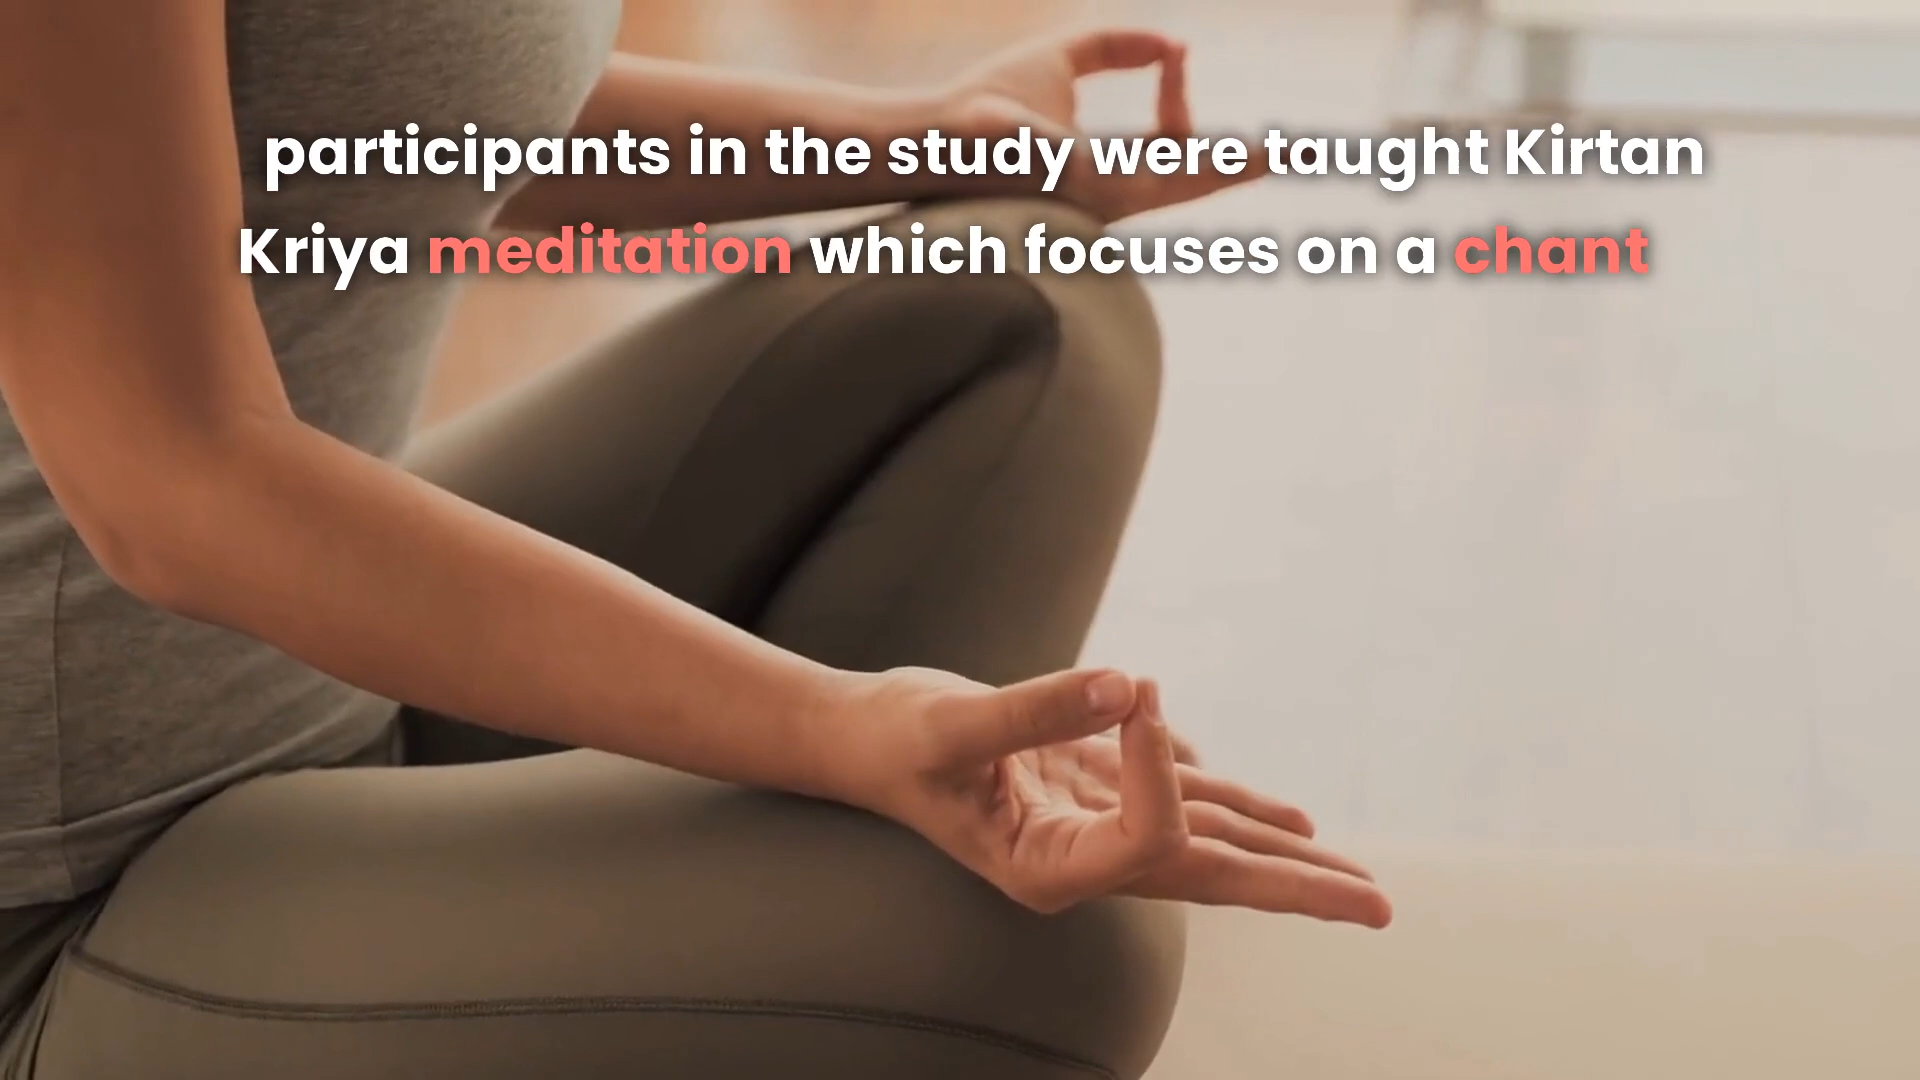 participants in the study were taught Kirtan
Kriya meditation which focuses on a chant